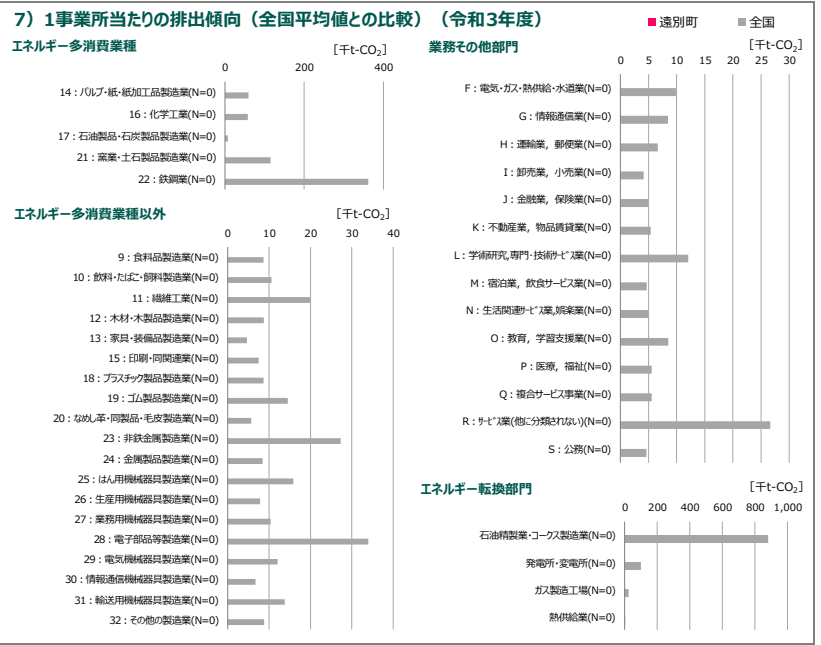 7）1事業所当たりの排出傾向（全国平均値との比較）（令和3年度）
■遠別町 ■全国
エネルギー多消費業種
[千t-CO₂]
0 200 400
14：パルプ・紙・紙加工品製造業(N=0)
16：化学工業(N=0)
17：石油製品・石炭製品製造業(N=0)
21：窯業・土石製品製造業(N=0)
22：鉄鋼業(N=0)
エネルギー多消費業種以外
[千t-CO₂]
0 10 20 30 40
9：食料品製造業(N=0)
10：飲料・たばこ・飼料製造業(N=0)
11：繊維工業(N=0)
12：木材・木製品製造業(N=0)
13：家具・装備品製造業(N=0)
15：印刷・同関連業(N=0)
18：プラスチック製品製造業(N=0)
19：ゴム製品製造業(N=0)
20：なめし革・同製品・毛皮製造業(N=0)
23：非鉄金属製造業(N=0)
24：金属製品製造業(N=0)
25：はん用機械器具製造業(N=0)
26：生産用機械器具製造業(N=0)
27：業務用機械器具製造業(N=0)
28：電子部品等製造業(N=0)
29：電気機械器具製造業(N=0)
30：情報通信機械器具製造業(N=0)
31：輸送用機械器具製造業(N=0)
32：その他の製造業(N=0)
業務その他部門
[千t-CO₂]
0 5 10 15 20 25 30
F：電気・ガス・熱供給・水道業(N=0)
G：情報通信業(N=0)
H：運輸業，郵便業(N=0)
I：卸売業，小売業(N=0)
J：金融業，保険業(N=0)
K：不動産業，物品賃貸業(N=0)
L：学術研究,専門・技術ｻｰﾋﾞｽ業(N=0)
M：宿泊業，飲食サービス業(N=0)
N：生活関連ｻｰﾋﾞｽ業,娯楽業(N=0)
O：教育，学習支援業(N=0)
P：医療，福祉(N=0)
Q：複合サービス事業(N=0)
R：ｻｰﾋﾞｽ業(他に分類されない)(N=0)
S：公務(N=0)
エネルギー転換部門
[千t-CO₂]
0 200 400 600 800 1,000
石油精製業・コークス製造業(N=0)
発電所・変電所(N=0)
ガス製造工場(N=0)
熱供給業(N=0)